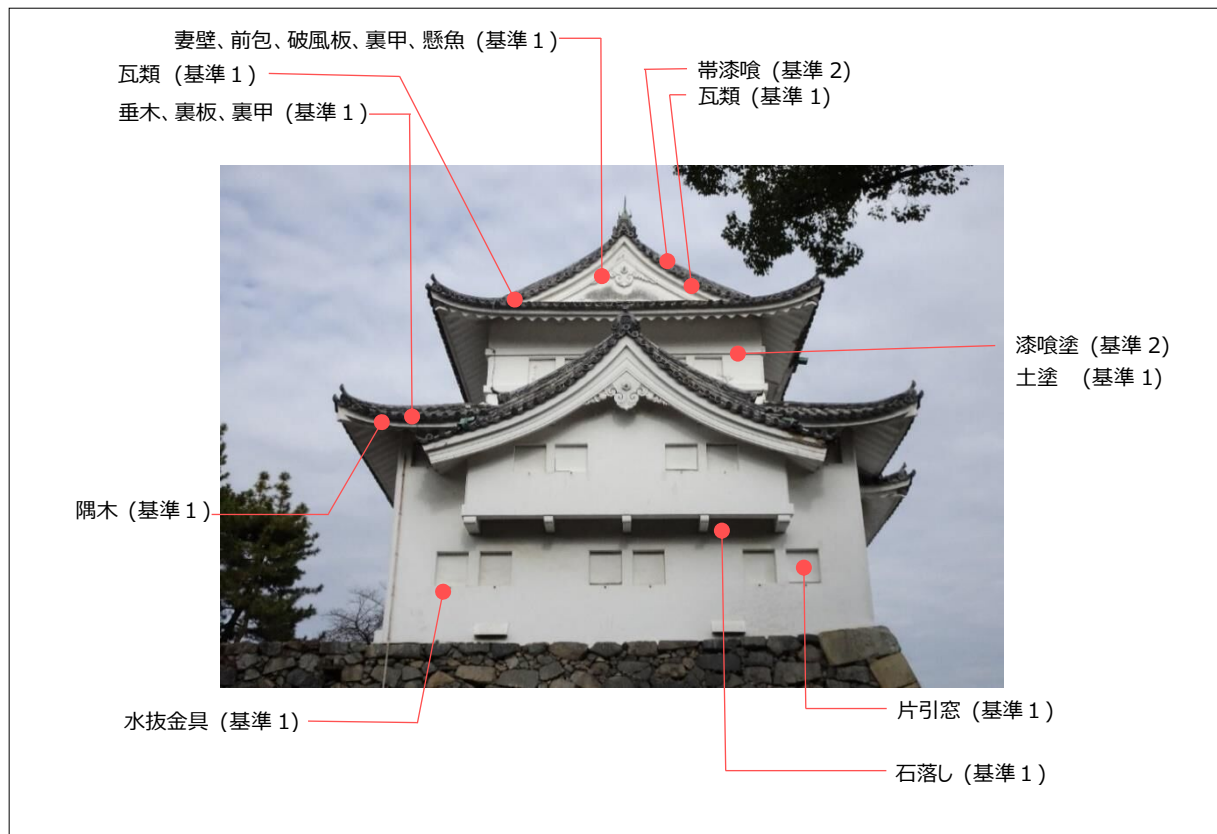 妻壁、前包、破風板、裏甲、懸魚 (基準１)
瓦類 (基準１)
垂木、裏板、裏甲 (基準１)
帯漆喰 (基準 2)
瓦類 (基準 1)
漆喰塗 (基準 2)
土塗　(基準 1)
隅木 (基準１)
水抜金具 (基準 1)
片引窓 (基準１)
石落し (基準１)